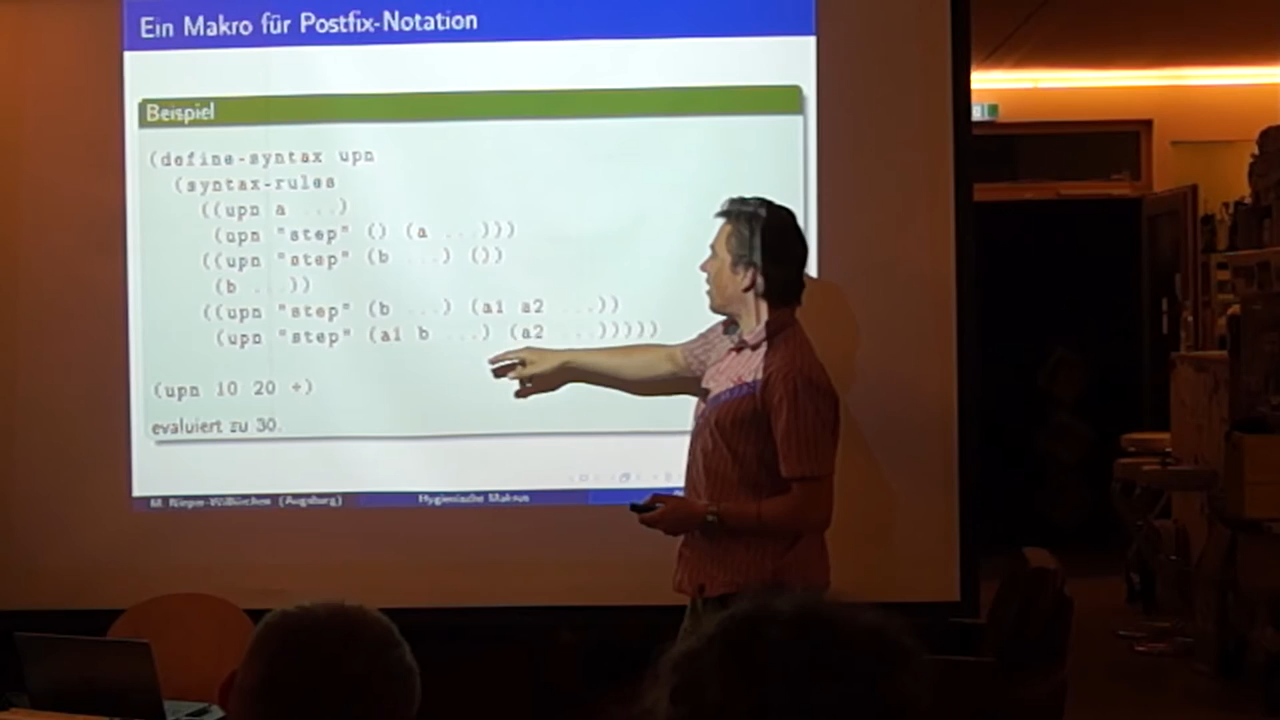 Ein Makro für Postfix-Notation
Beispiel
(define-syntax upn
(syntax-rules
((upn a ...)
(upn "step" () (a ...)))
((upn "step" (b ...) ())
(b ...))
((upn "step" (b ...) (a1 a2 ...))
(upn "step" (a1 b ...) (a2 ...)))))
(upn 10 20 +)
evaluiert zu 30.
M. (Augsburg) Hygienische Makros